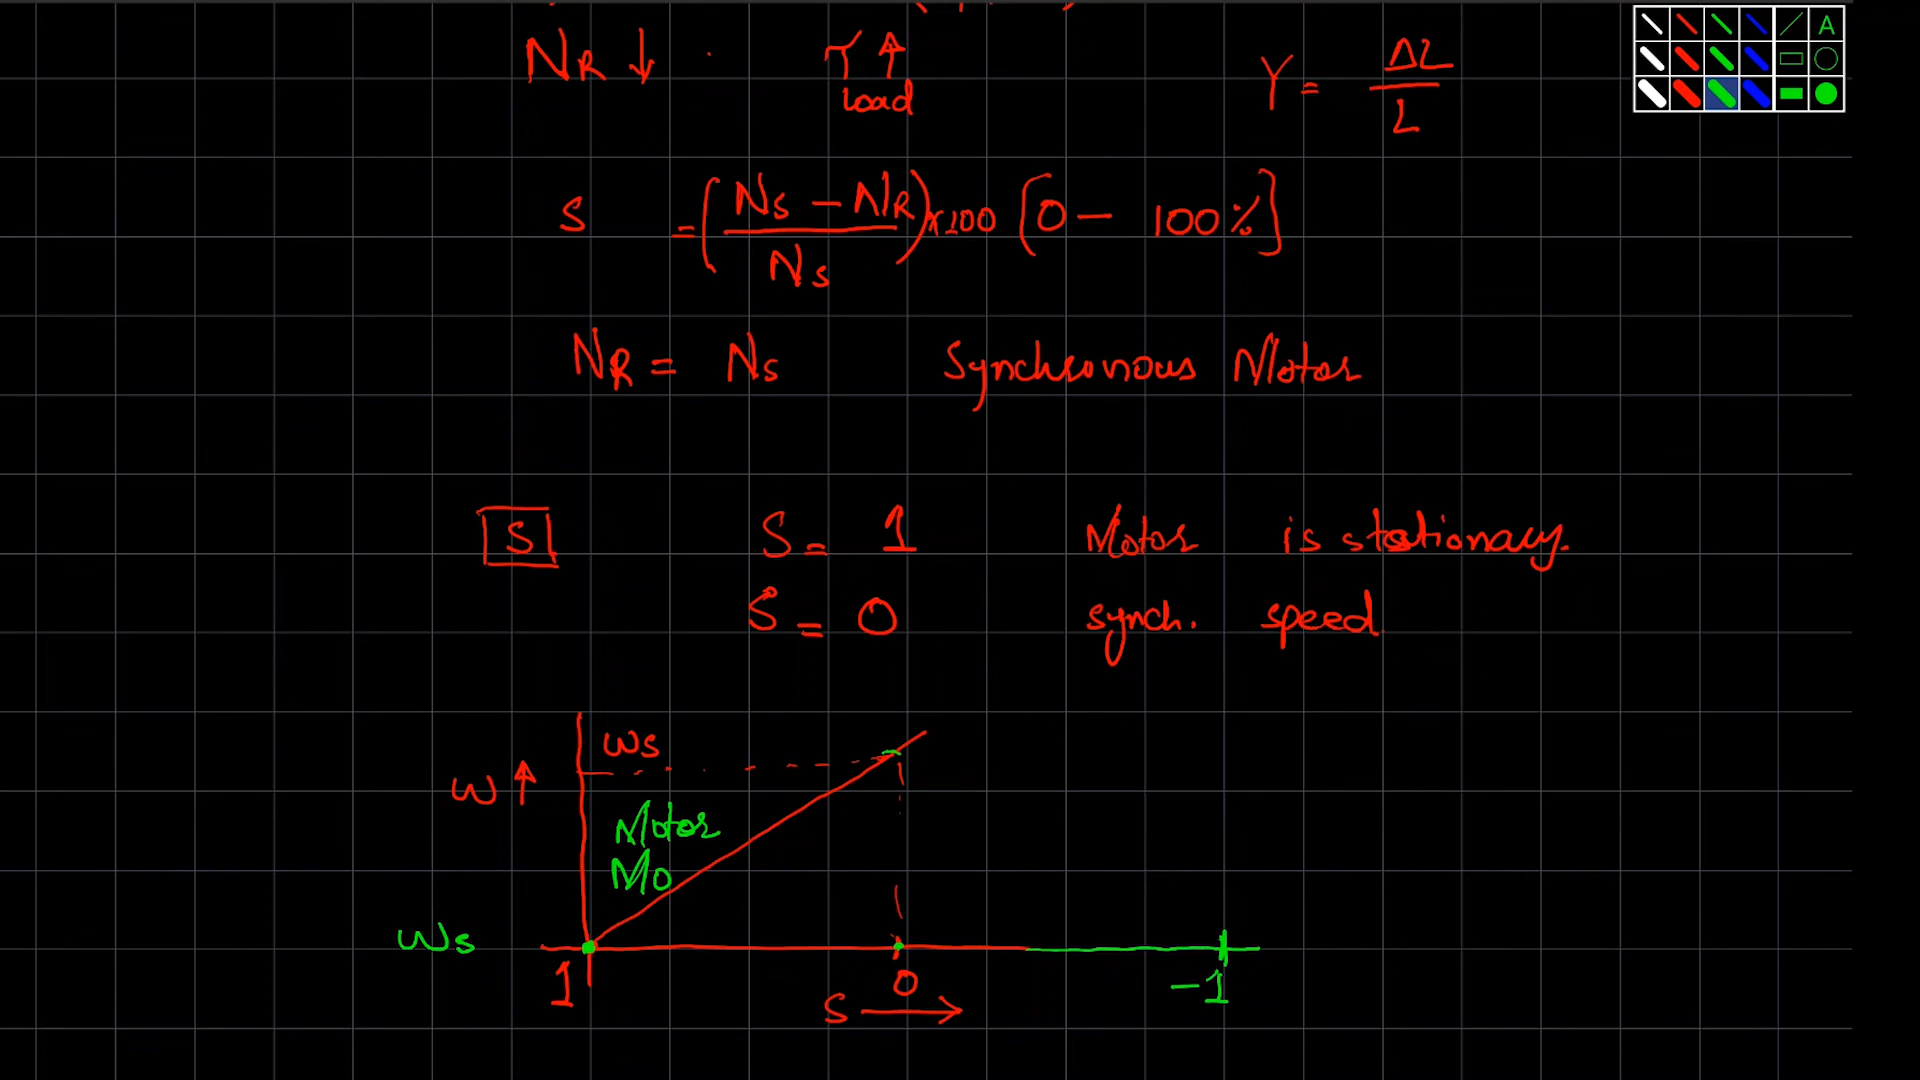 NR ↓ T ↑ Y = ΔL / L
Load
S = (NS - NR / NS) × 100 [0 - 100%]
NR = NS Synchronous Motor
S S = 1 Motor is stationary.
S = 0 synch. speed
ωs
ω ↑
Motor
Mo
ωs
1 0 -1
S →
A